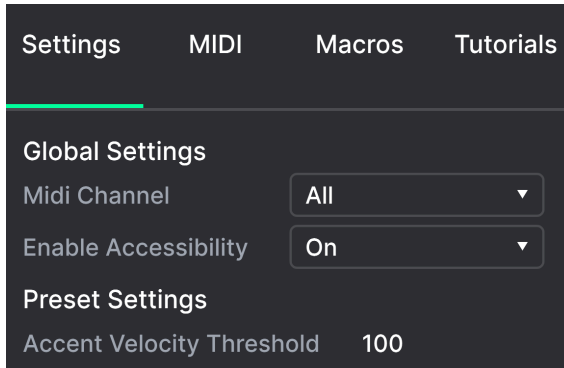 Settings MIDI Macros Tutorials
Global Settings
Midi Channel All
Enable Accessibility On
Preset Settings
Accent Velocity Threshold 100